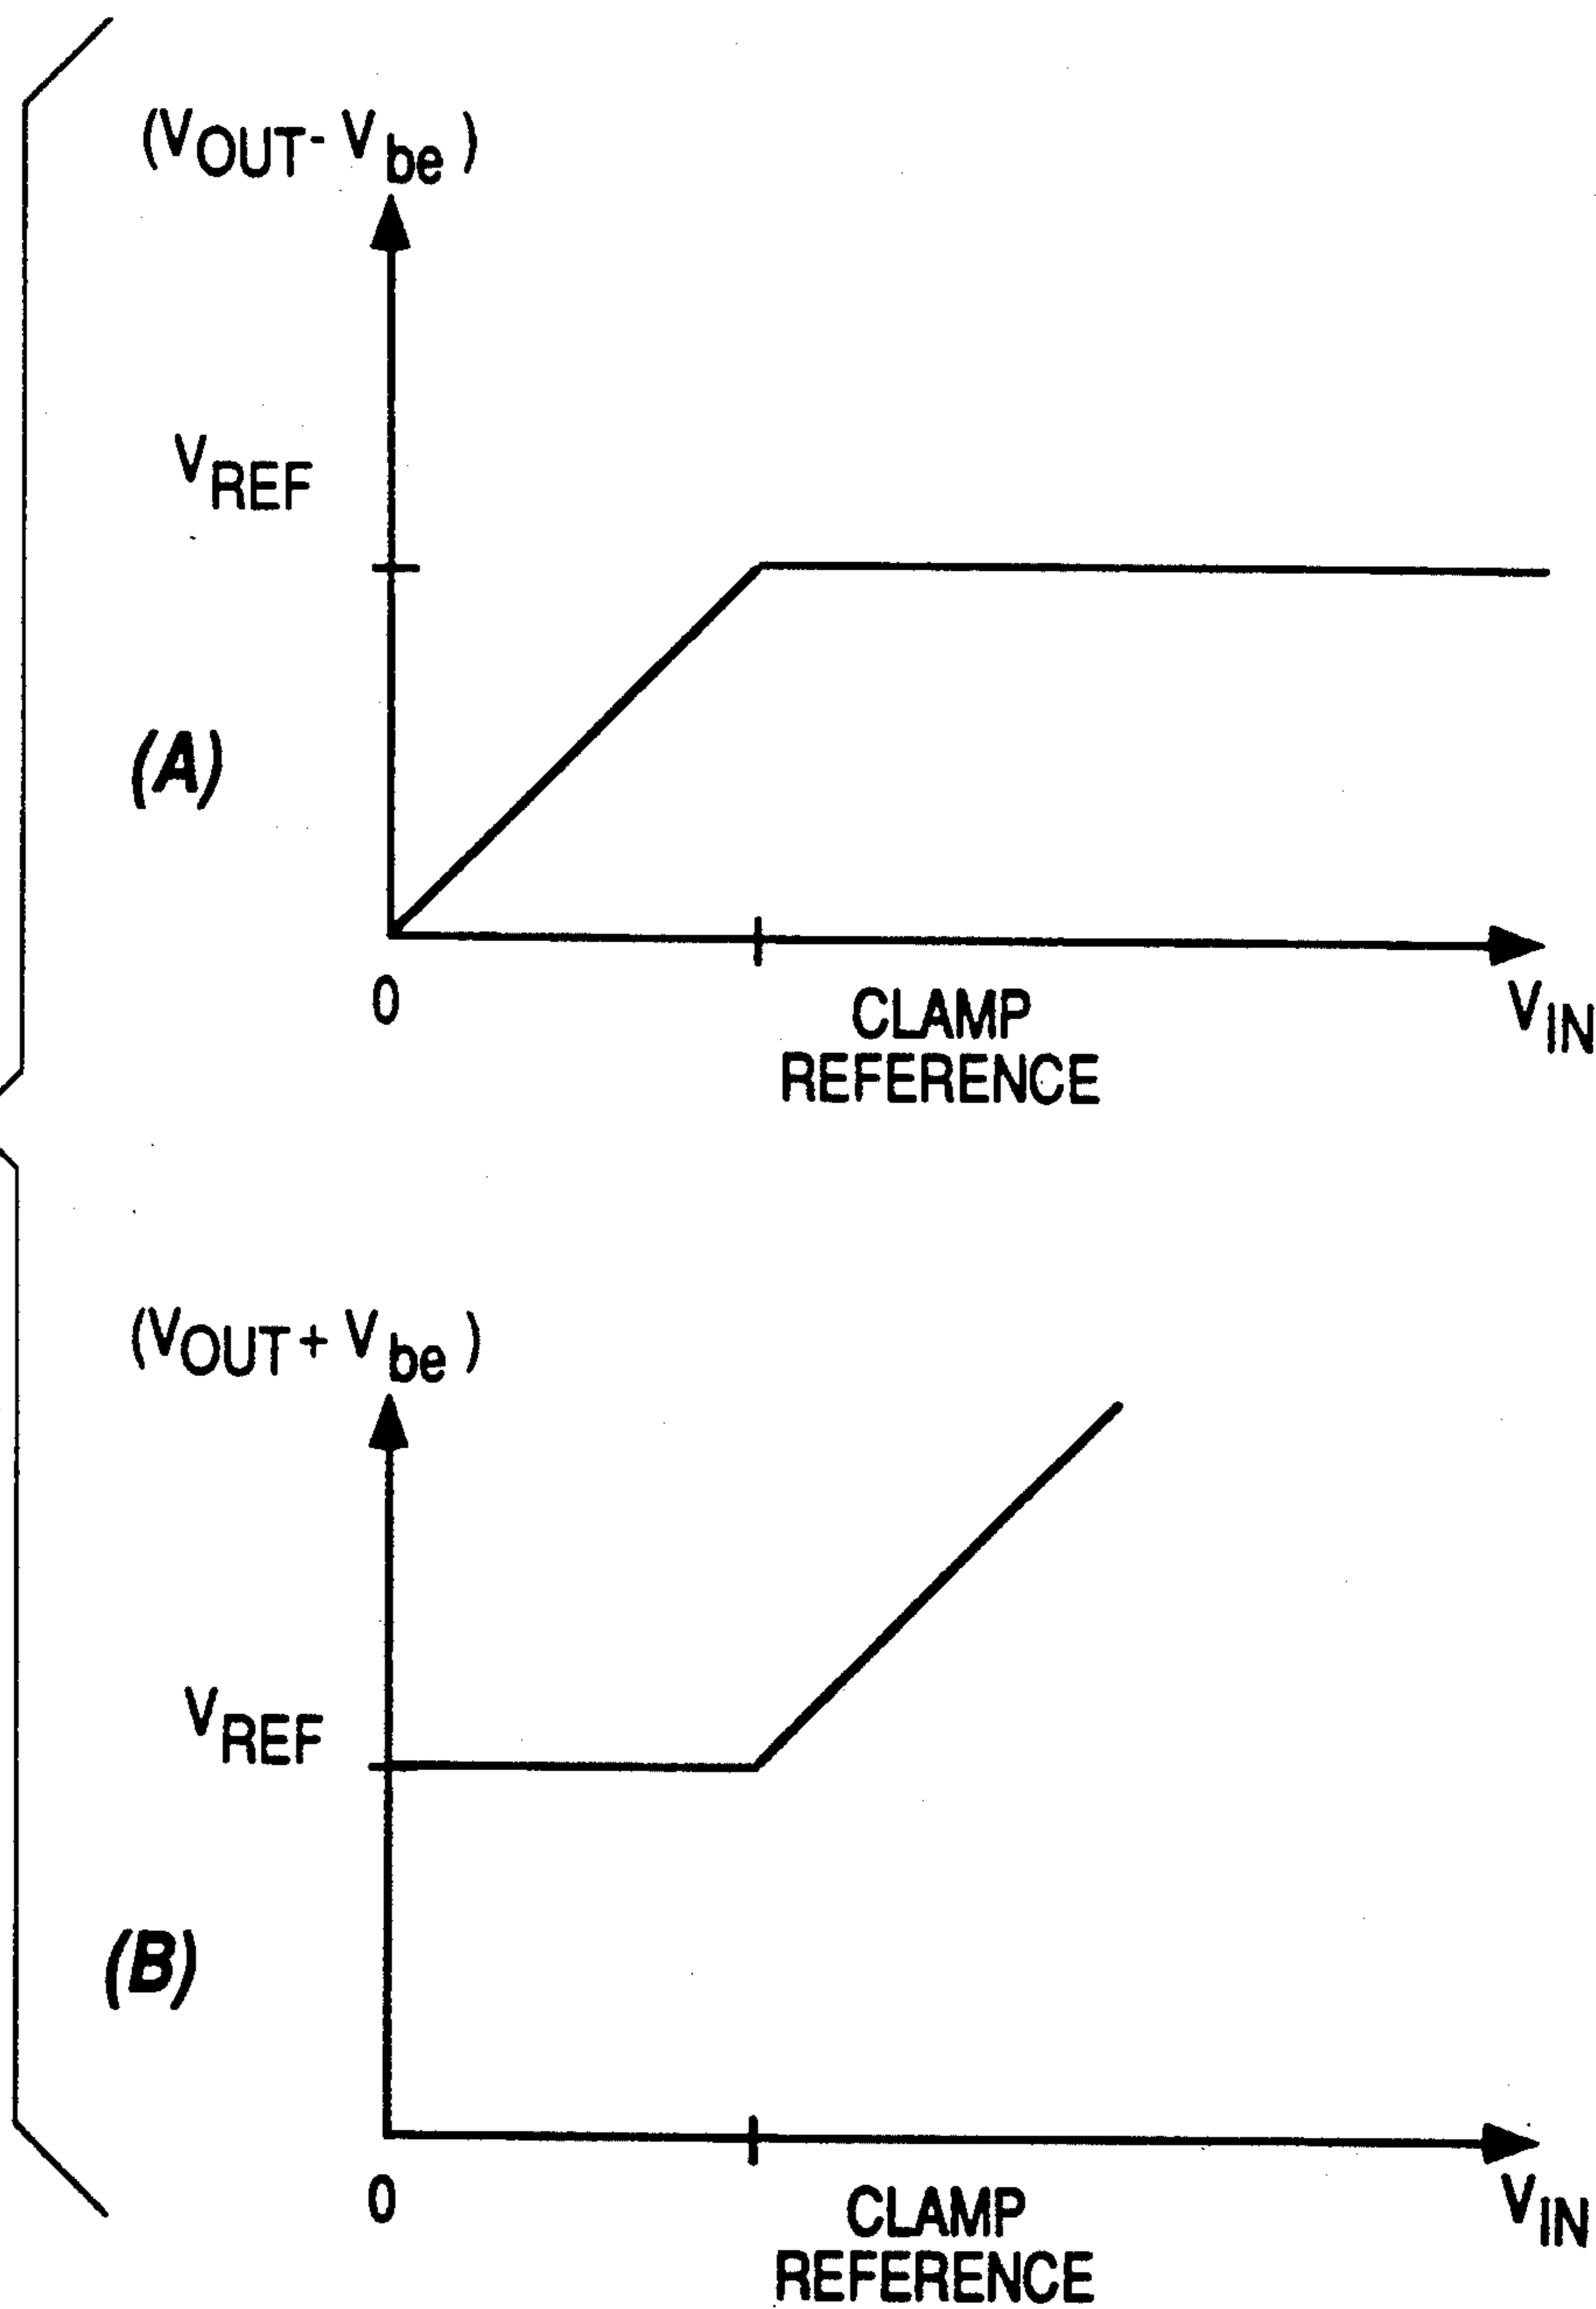 (VOUT- Vbe)
VREF
(A)
0
CLAMP
REFERENCE
VIN
(VOUT+ Vbe)
VREF
(B)
0
CLAMP
REFERENCE
VIN